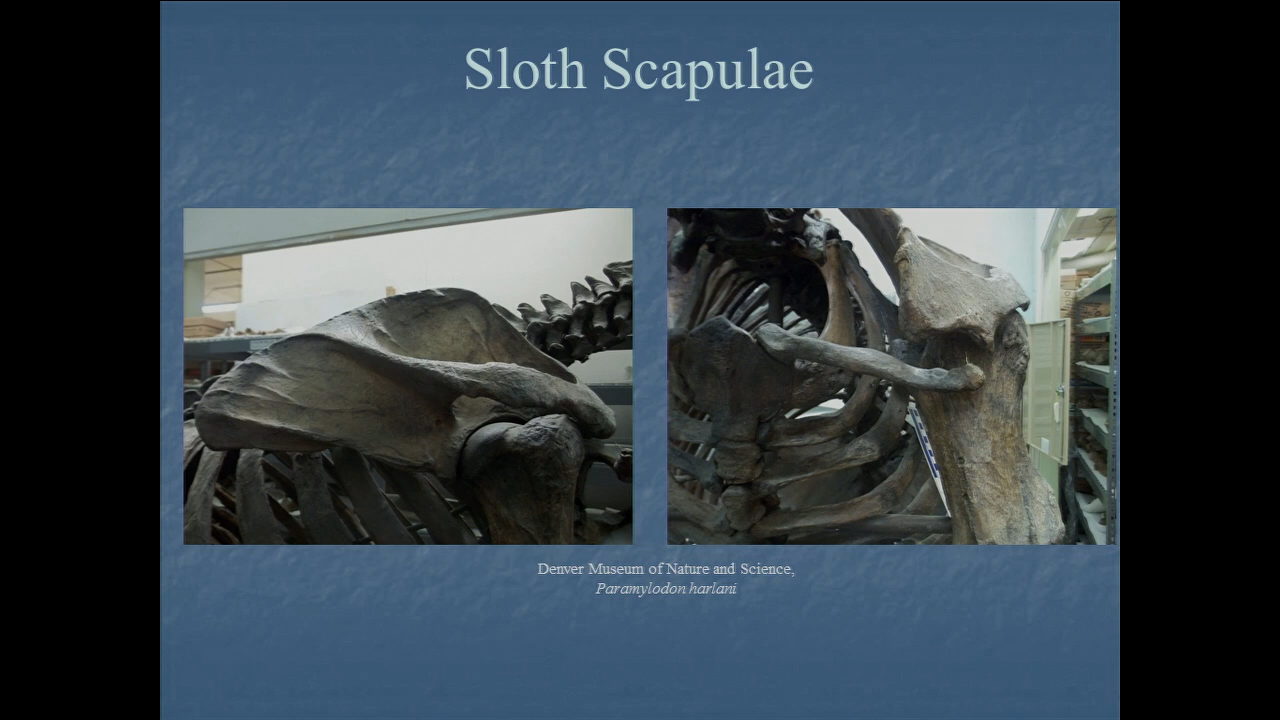 Sloth Scapulae
Denver Museum of Nature and Science,
Paramylodon harlani